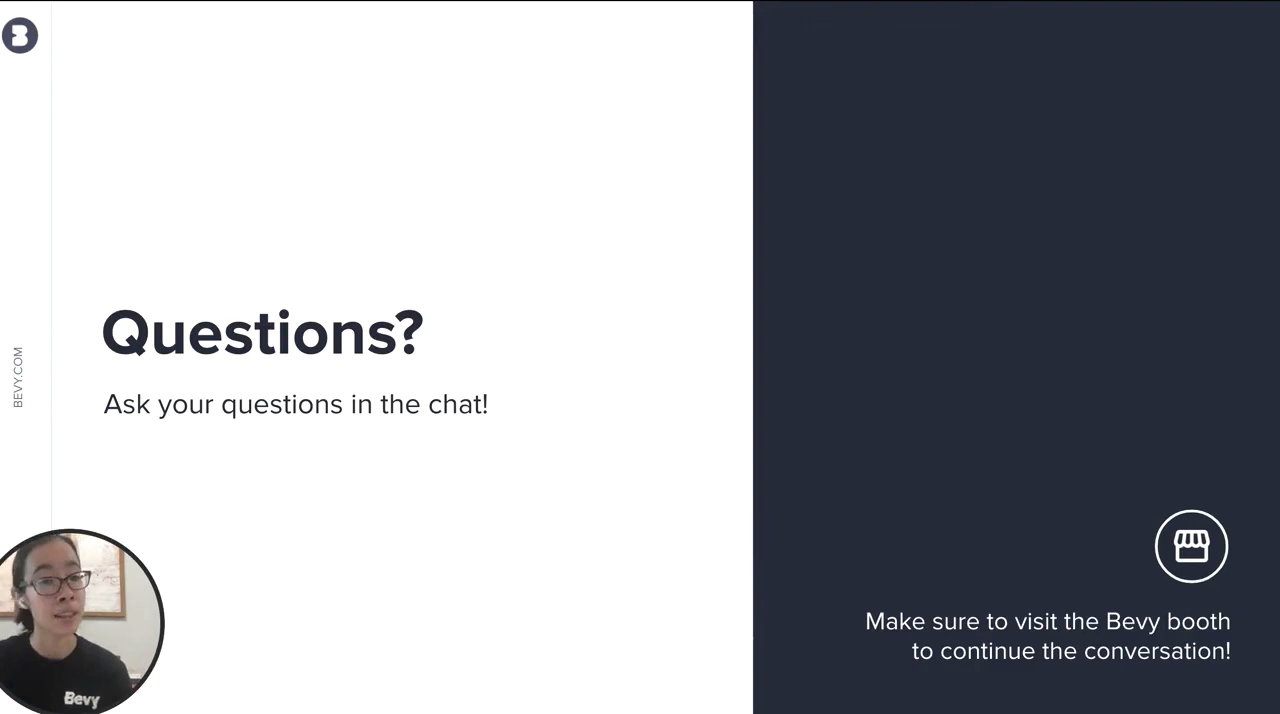 BEVY.COM
Questions?
Ask your questions in the chat!
Bevy
Make sure to visit the Bevy booth
to continue the conversation!